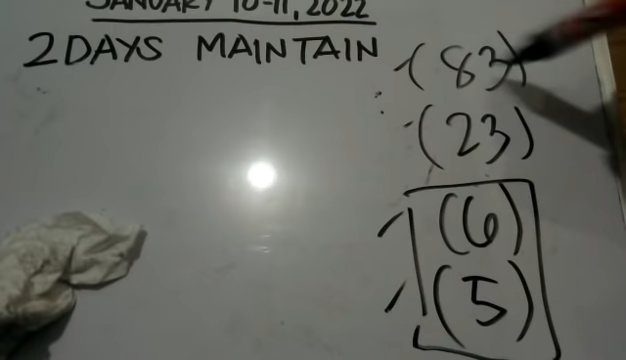 JANUARY 10-11, 2022
2 DAYS MAINTAIN
(83)
(23)
(6)
(5)